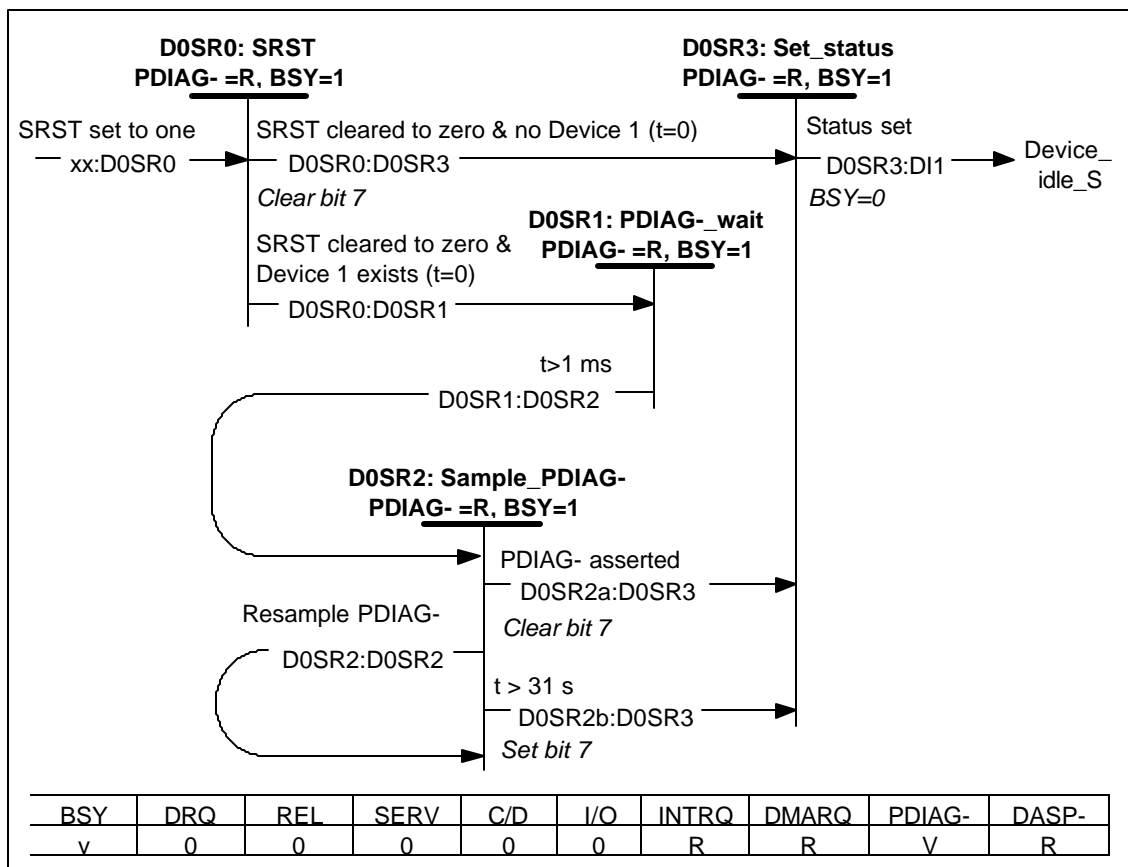 D0SR0: SRST
PDIAG- =R, BSY=1
D0SR3: Set_status
PDIAG- =R, BSY=1
SRST set to one
xx:D0SR0
SRST cleared to zero & no Device 1 (t=0)
D0SR0:D0SR3
Clear bit 7
Status set
D0SR3:DI1
BSY=0
Device_
idle_S
D0SR1: PDIAG-_wait
PDIAG- =R, BSY=1
SRST cleared to zero &
Device 1 exists (t=0)
D0SR0:D0SR1
t>1 ms
D0SR1:D0SR2
D0SR2: Sample_PDIAG-
PDIAG- =R, BSY=1
PDIAG- asserted
D0SR2a:D0SR3
Clear bit 7
Resample PDIAG-
D0SR2:D0SR2
t > 31 s
D0SR2b:D0SR3
Set bit 7
BSY DRQ REL SERV C/D I/O INTRQ DMARQ PDIAG- DASP-
v 0 0 0 0 0 R R V R